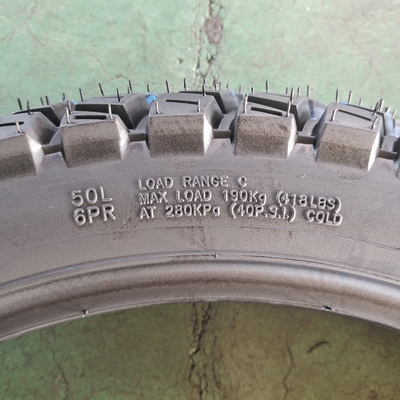 50L
6PR
LOAD RANGE C
MAX LOAD 190Kg (418LBS)
AT 280KPa (40P.S.I.) COLD